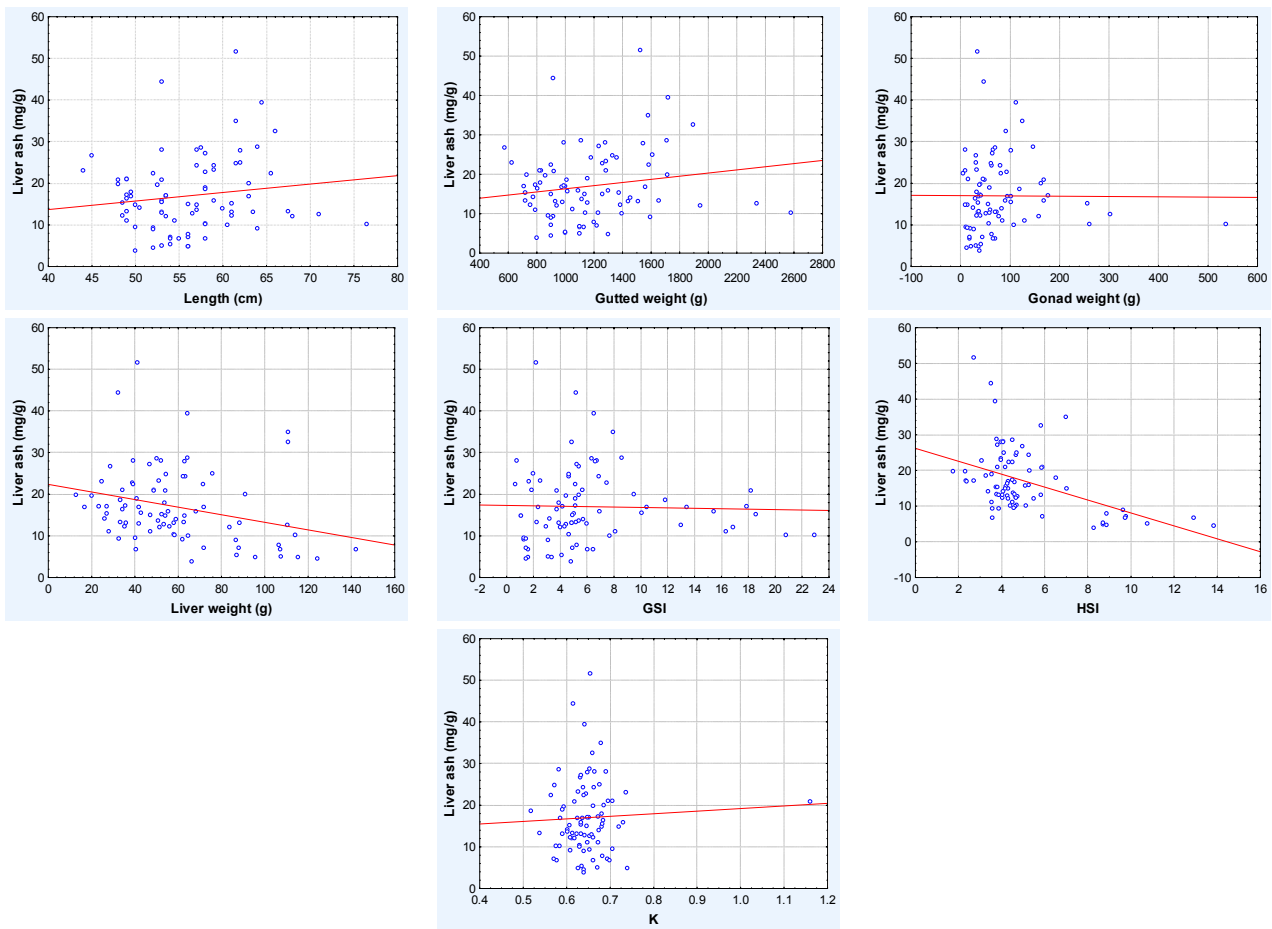 60
50
40
30
20
10
0
Liver ash (mg/g)
40 45 50 55 60 65 70 75 80
Length (cm)
60
50
40
30
20
10
0
Liver ash (mg/g)
400 600 800 1000 1200 1400 1600 1800 2000 2200 2400 2600 2800
Gutted weight (g)
60
50
40
30
20
10
0
Liver ash (mg/g)
-100 0 100 200 300 400 500 600
Gonad weight (g)
60
50
40
30
20
10
0
Liver ash (mg/g)
0 20 40 60 80 100 120 140 160
Liver weight (g)
60
50
40
30
20
10
0
Liver ash (mg/g)
-2 0 2 4 6 8 10 12 14 16 18 20 22 24
GSI
60
50
40
30
20
10
0
-10
Liver ash (mg/g)
0 2 4 6 8 10 12 14 16
HSI
60
50
40
30
20
10
0
Liver ash (mg/g)
0.4 0.5 0.6 0.7 0.8 0.9 1.0 1.1 1.2
K